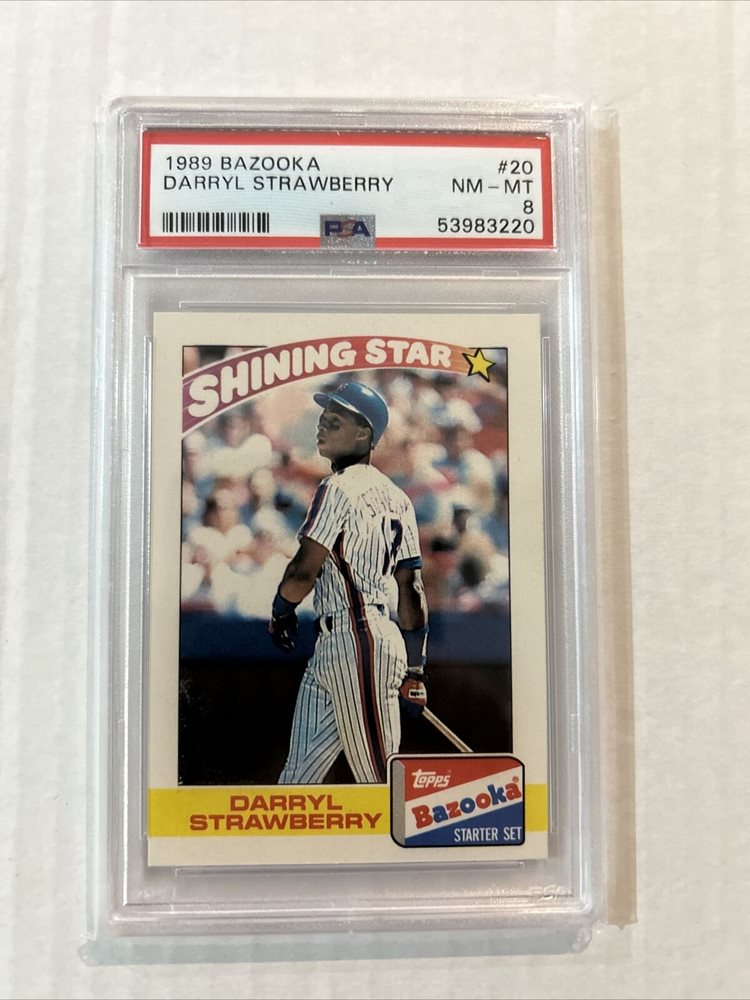 1989 BAZOOKA #20
DARRYL STRAWBERRY NM - MT
8
PSA 53983220
SHINING STAR
topps
Bazooka®
STARTER SET
DARRYL
STRAWBERRY